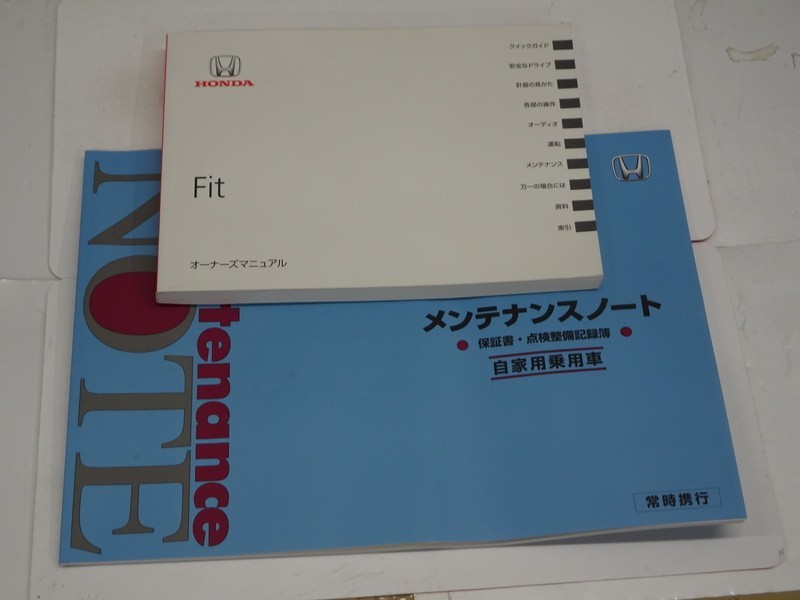 HONDA
Fit
オーナーズマニュアル
クイックガイド
安全なドライブ
計器の見かた
各部の操作
オーディオ
運転
メンテナンス
万一の場合には
資料
索引
NOTE
tenance
メンテナンスノート
保証書・点検整備記録簿
自家用乗用車
常時携行